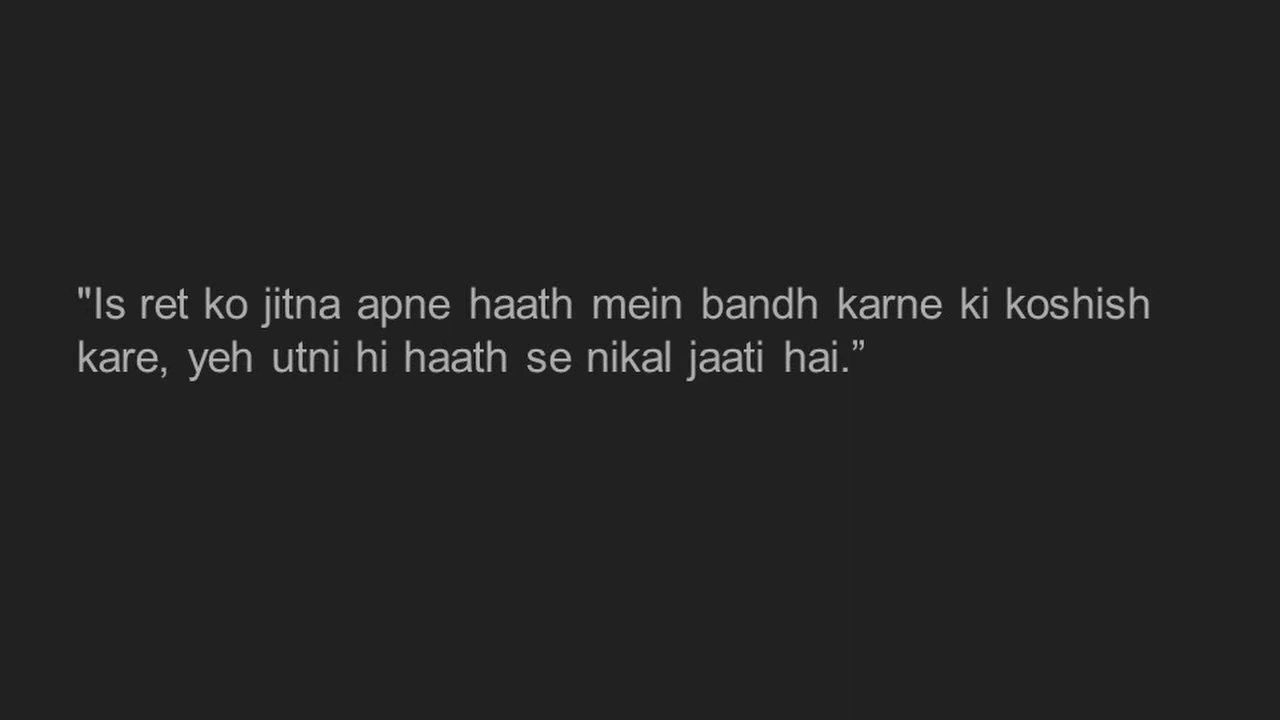 "Is ret ko jitna apne haath mein bandh karne ki koshish
kare, yeh utni hi haath se nikal jaati hai.”